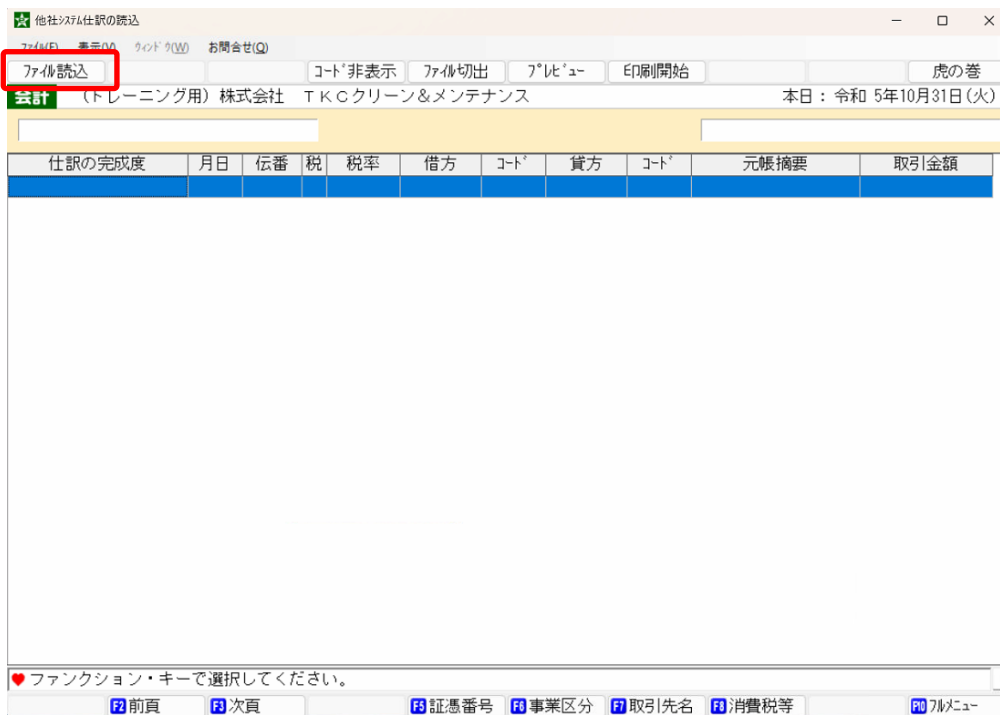 他社ｼｽﾃﾑ仕訳の読込
ﾌｧｲﾙ(F) 表示(V) ｳｨﾝﾄﾞｳ(W) お問合せ(Q)
ﾌｧｲﾙ読込 ｺｰﾄﾞ非表示 ﾌｧｲﾙ切出 ﾌﾟﾚﾋﾞｭｰ 印刷開始 虎の巻
会計 （トレーニング用）株式会社　ＴＫＣクリーン＆メンテナンス 本日：令和 5年10月31日(火)
仕訳の完成度 月日 伝番 税 税率 借方 ｺｰﾄﾞ 貸方 ｺｰﾄﾞ 元帳摘要 取引金額
ファンクション・キーで選択してください。
F2 前頁 F3 次頁 F5 証憑番号 F6 事業区分 F7 取引先名 F8 消費税等 F10 ﾌﾙﾒﾆｭｰ